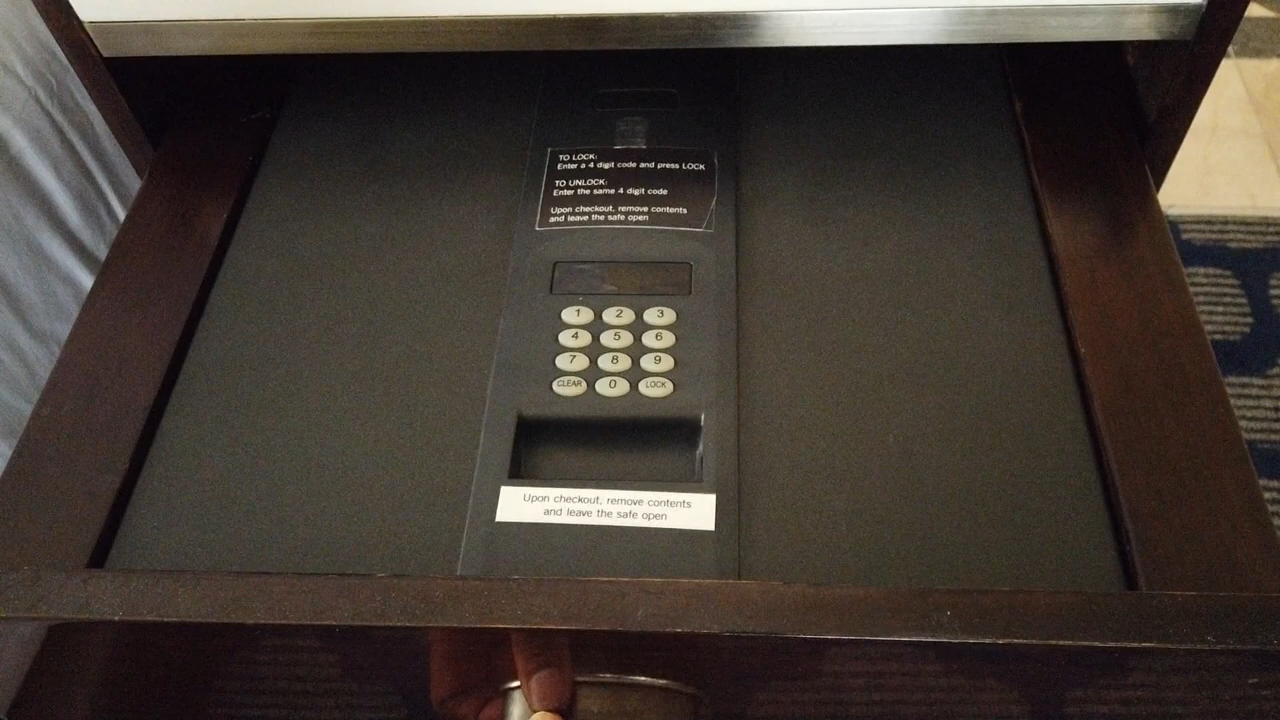 TO LOCK:
Enter a 4 digit code and press LOCK
TO UNLOCK:
Enter the same 4 digit code
Upon checkout, remove contents
and leave the safe open
1 2 3
4 5 6
7 8 9
CLEAR 0 LOCK
Upon checkout, remove contents
and leave the safe open